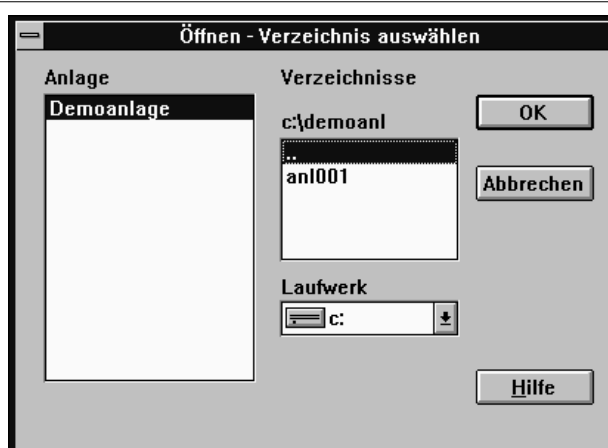 Öffnen - Verzeichnis auswählen
Anlage
Demoanlage
Verzeichnisse
c:\demoanl
..
anl001
Laufwerk
c:
OK
Abbrechen
Hilfe